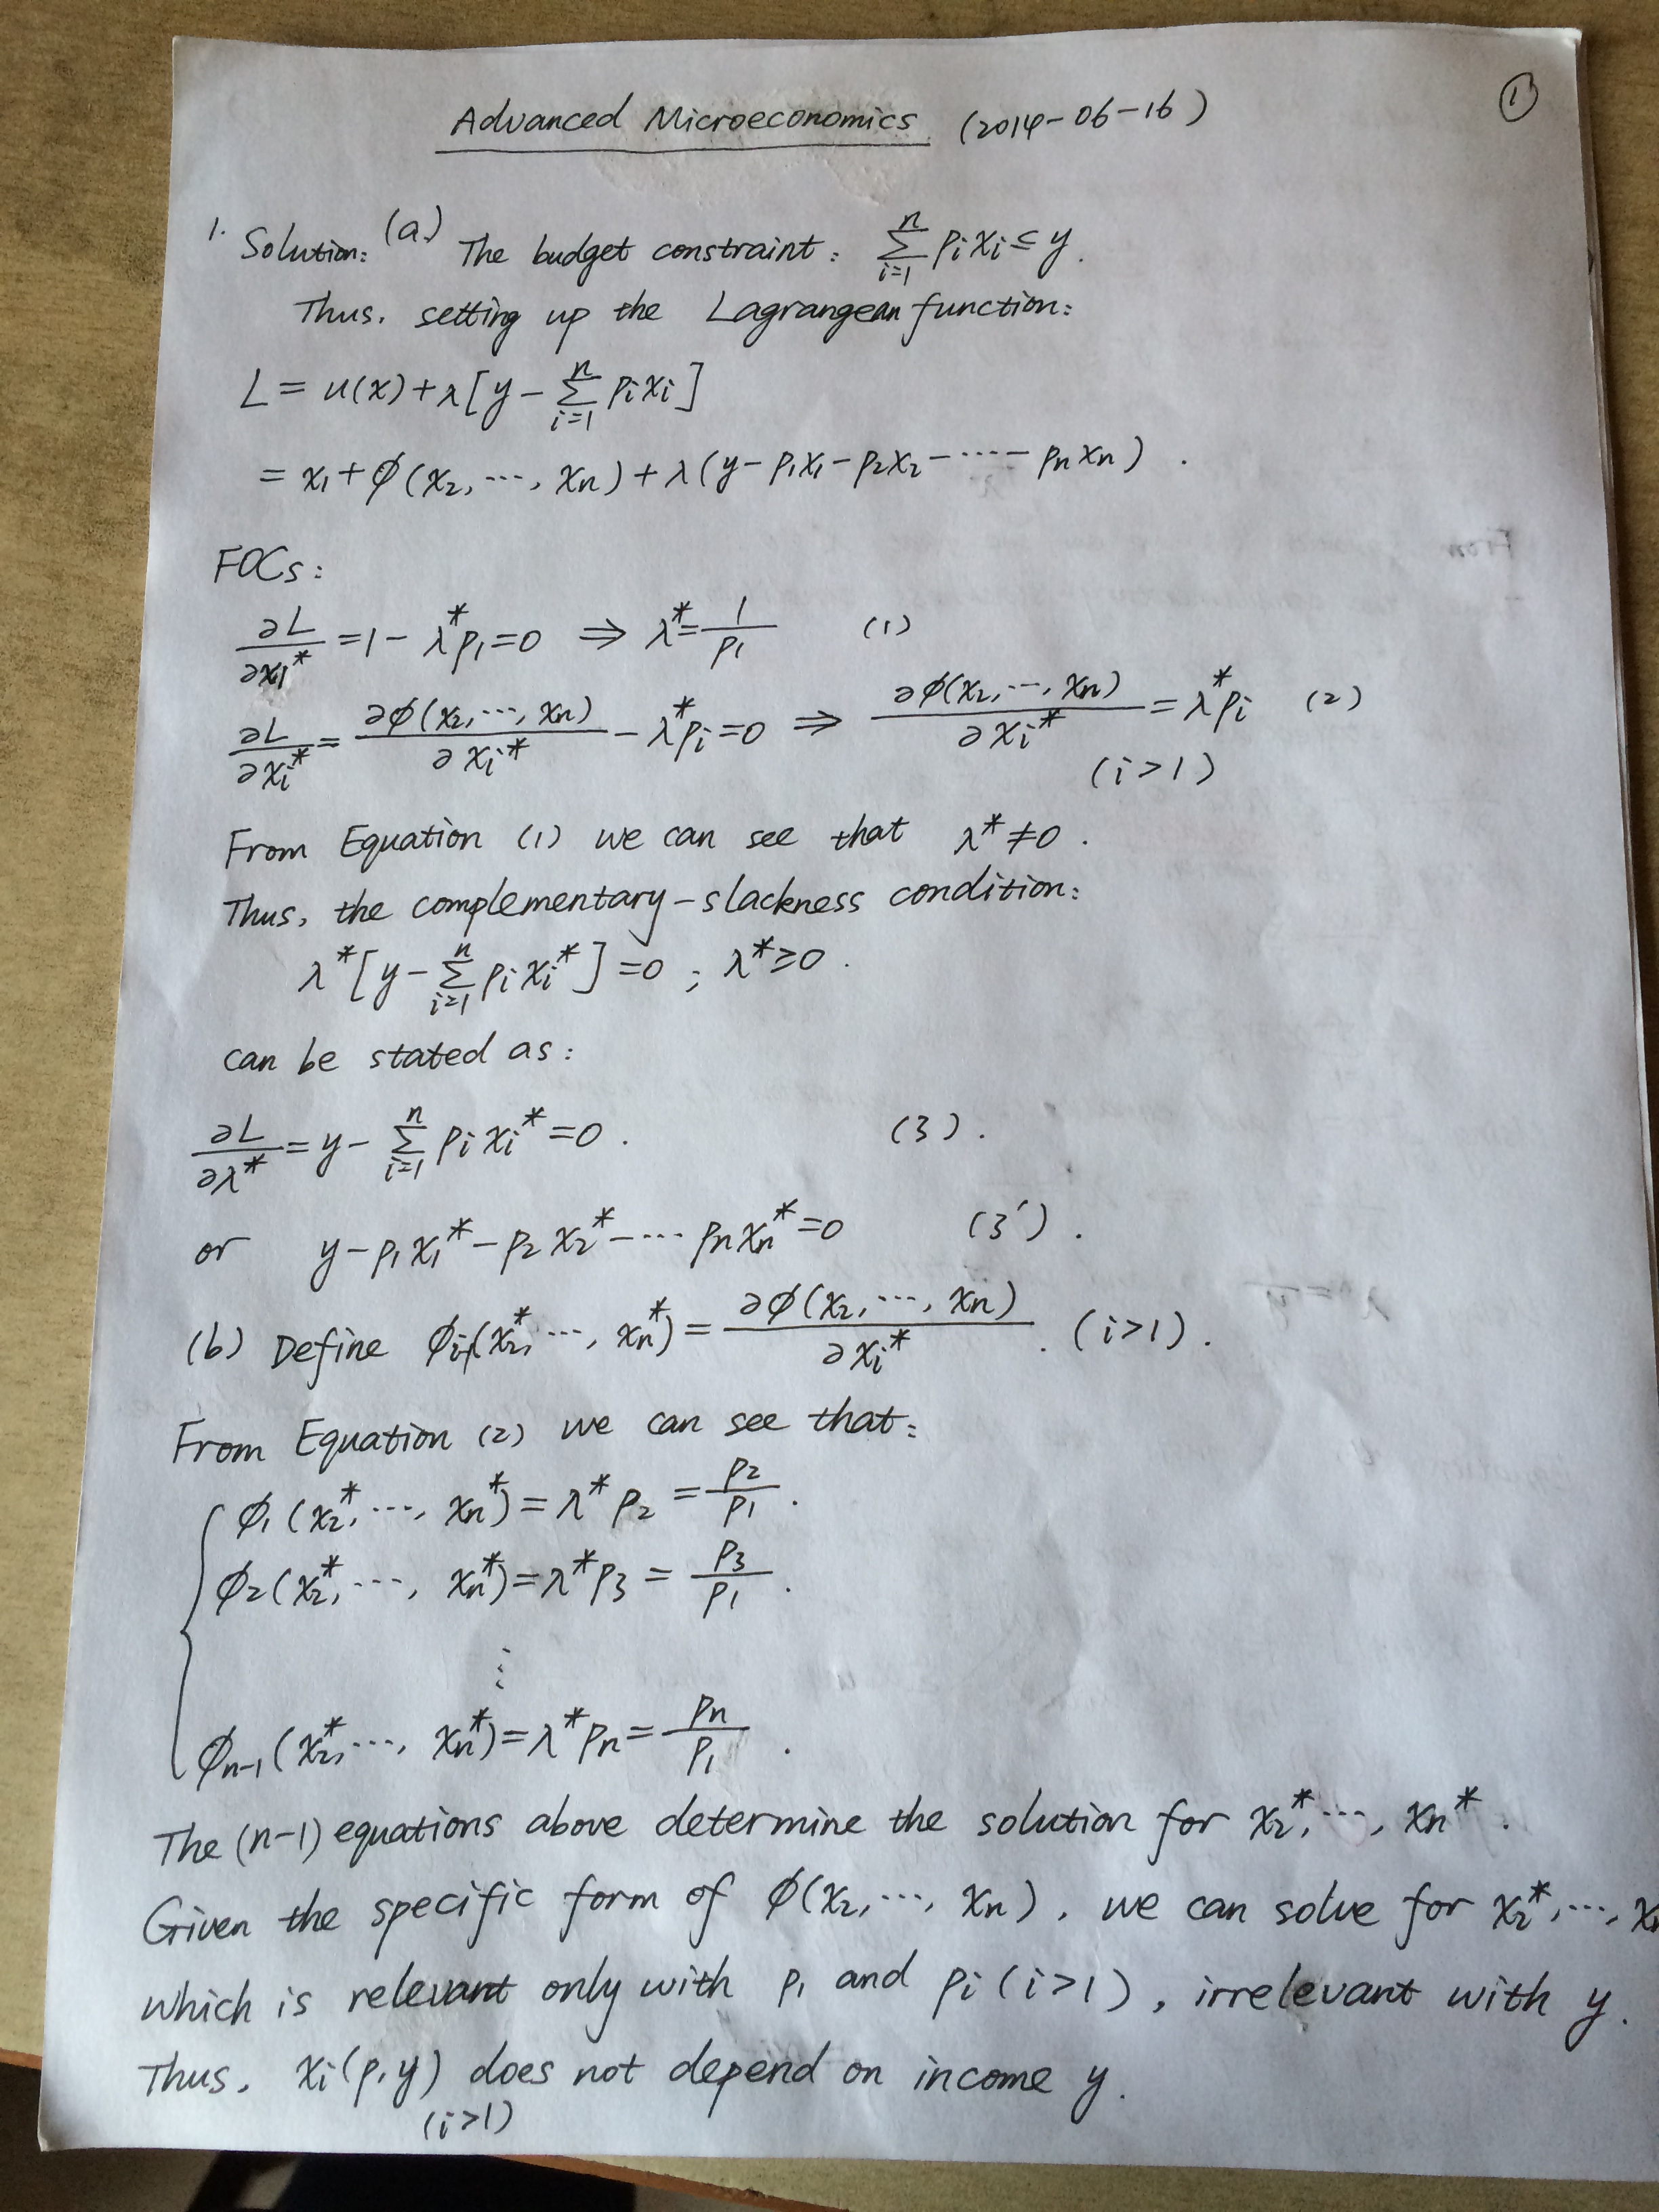 Advanced Microeconomics (2014-06-16)
①
1. Solution: (a) The budget constraint: $\sum_{i=1}^{n} p_i x_i \le y$.
Thus, setting up the Lagrangean function:
$L = u(x) + \lambda [y - \sum_{i=1}^{n} p_i x_i]$
$= x_1 + \phi(x_2, \cdots, x_n) + \lambda (y - p_1 x_1 - p_2 x_2 - \cdots - p_n x_n)$.
FOCs:
$\frac{\partial L}{\partial x_1^*} = 1 - \lambda^* p_1 = 0 \Rightarrow \lambda^* = \frac{1}{p_1}$ (1)
$\frac{\partial L}{\partial x_i^*} = \frac{\partial \phi(x_2, \cdots, x_n)}{\partial x_i^*} - \lambda^* p_i = 0 \Rightarrow \frac{\partial \phi(x_2, \cdots, x_n)}{\partial x_i^*} = \lambda^* p_i$ (2)
(i>1)
From Equation (1) we can see that $\lambda^* \neq 0$.
Thus, the complementary-slackness condition:
$\lambda^* [y - \sum_{i=1}^{n} p_i x_i^*] = 0 ; \lambda^* \ge 0$.
can be stated as:
$\frac{\partial L}{\partial \lambda^*} = y - \sum_{i=1}^{n} p_i x_i^* = 0$. (3).
or $y - p_1 x_1^* - p_2 x_2^* - \cdots p_n x_n^* = 0$ (3').
(b) Define $\phi_{i-1}(x_2^*, \cdots, x_n^*) = \frac{\partial \phi(x_2, \cdots, x_n)}{\partial x_i^*}$. (i>1).
From Equation (2) we can see that:
$\phi_1(x_2^*, \cdots, x_n^*) = \lambda^* p_2 = \frac{p_2}{p_1}$.
$\phi_2(x_2^*, \cdots, x_n^*) = \lambda^* p_3 = \frac{p_3}{p_1}$.
⋮
$\phi_{n-1}(x_2^*, \cdots, x_n^*) = \lambda^* p_n = \frac{p_n}{p_1}$.
The (n-1) equations above determine the solution for $x_2^*, \cdots, x_n^*$.
Given the specific form of $\phi(x_2, \cdots, x_n)$, we can solve for $x_2^*, \cdots,$
which is relevant only with $p_1$ and $p_i$ (i>1), irrelevant with y.
Thus, $x_i(p, y)$ does not depend on income y.
(i>1)